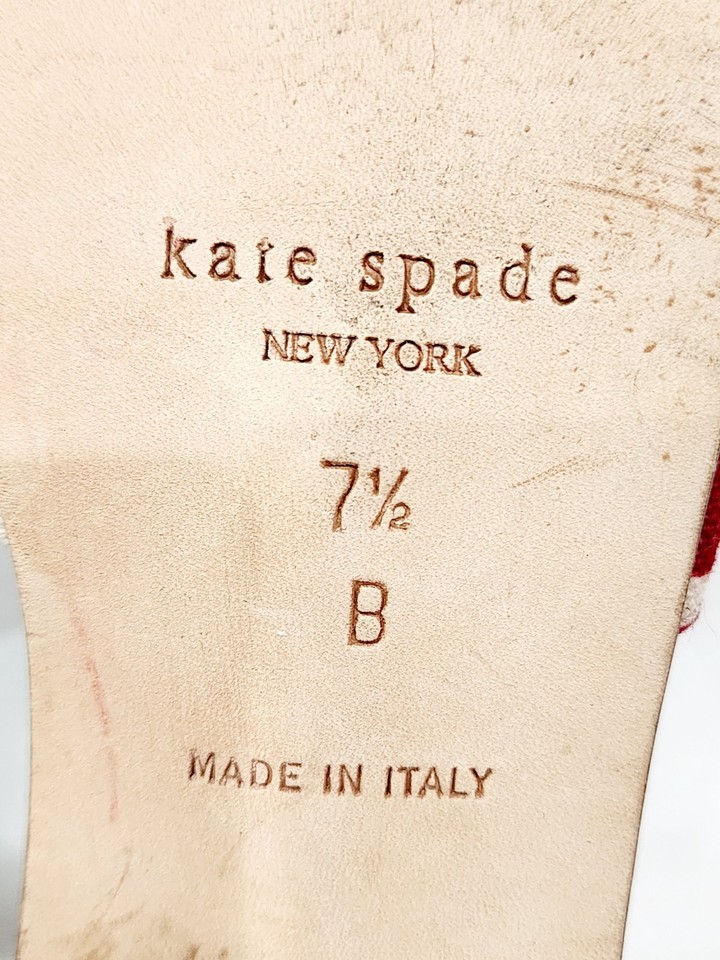 kate spade
NEW YORK
7½
B
MADE IN ITALY